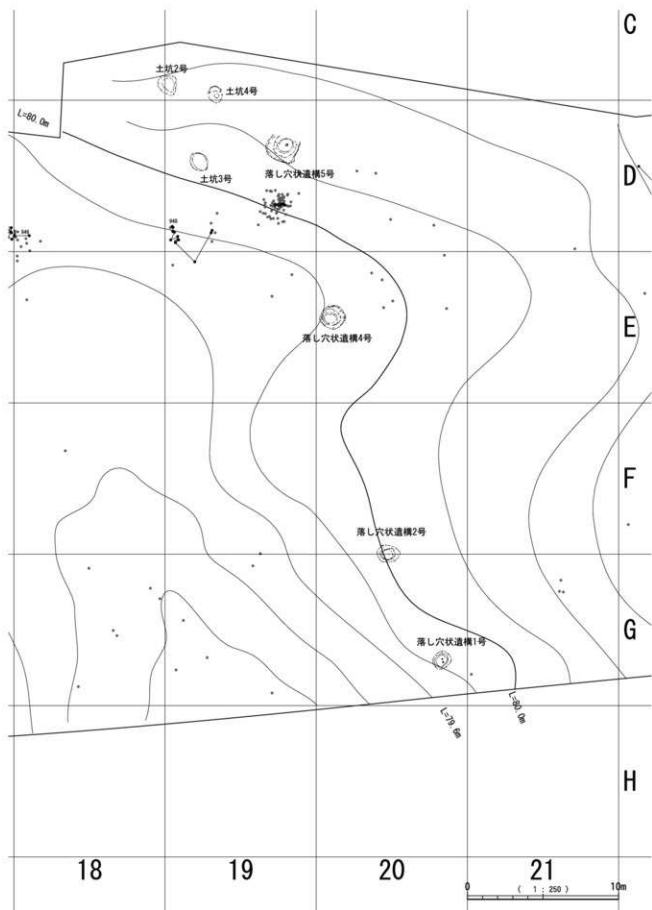 C
土坑2号
土坑4号
L=80.0m
落し穴状遺構5号
土坑3号
D
946
落し穴状遺構4号
E
F
落し穴状遺構2号
G
落し穴状遺構1号
L=79.6m
L=80.0m
H
18 19 20 21
0 ( 1 : 250 ) 10m